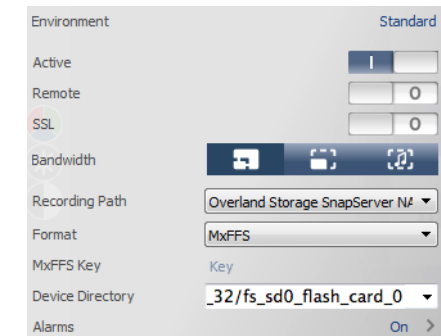 Environment Standard
Active I
Remote O
SSL O
Bandwidth
Recording Path Overland Storage SnapServer NA
Format MxFFS
MxFFS Key Key
Device Directory _32/fs_sd0_flash_card_0
Alarms On